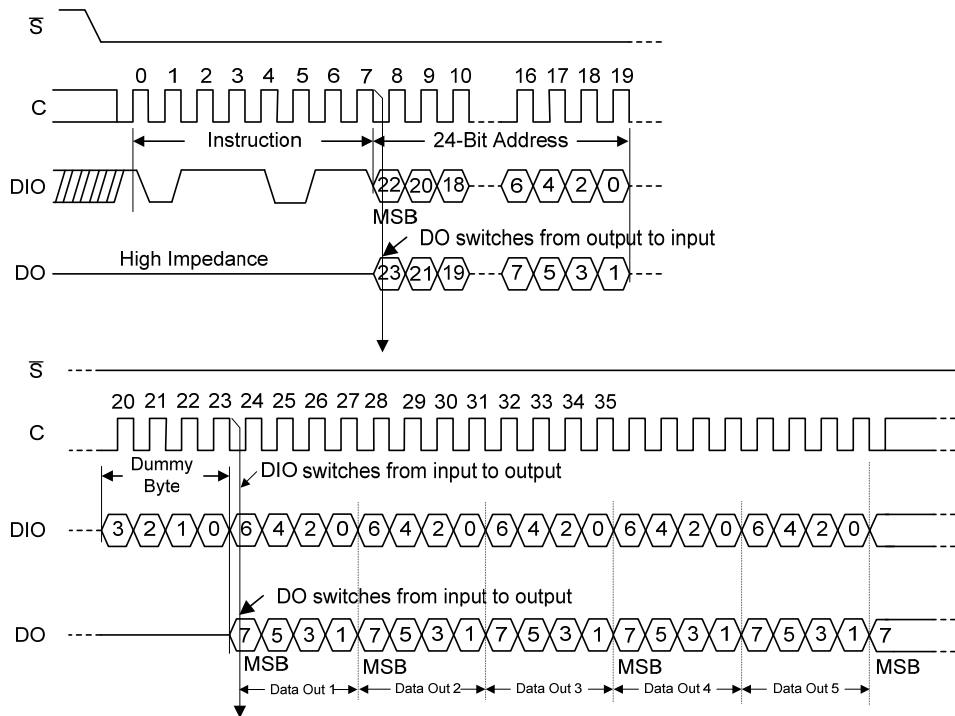 S
0 1 2 3 4 5 6 7 8 9 10 16 17 18 19
C
Instruction 24-Bit Address
DIO 22 20 18 6 4 2 0
MSB
DO switches from output to input
High Impedance
DO 23 21 19 7 5 3 1
S
20 21 22 23 24 25 26 27 28 29 30 31 32 33 34 35
C
Dummy
Byte
DIO switches from input to output
DIO 3 2 1 0 6 4 2 0 6 4 2 0 6 4 2 0 6 4 2 0 6 4 2 0
DO switches from input to output
DO 7 5 3 1 7 5 3 1 7 5 3 1 7 5 3 1 7 5 3 1 7
MSB MSB MSB MSB
Data Out 1 Data Out 2 Data Out 3 Data Out 4 Data Out 5